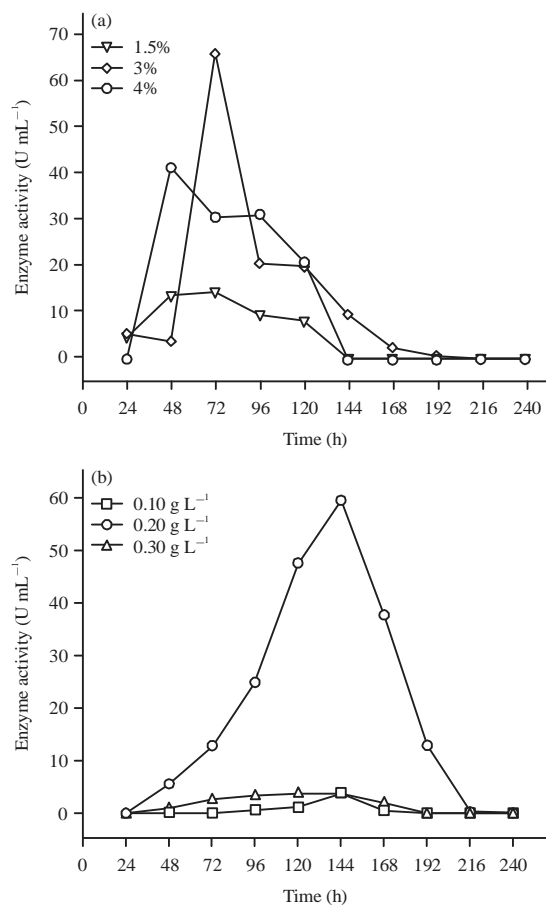 (a)
1.5%
3%
4%
Enzyme activity (U mL⁻¹)
70
60
50
40
30
20
10
0
0 24 48 72 96 120 144 168 192 216 240
Time (h)
(b)
0.10 g L⁻¹
0.20 g L⁻¹
0.30 g L⁻¹
Enzyme activity (U mL⁻¹)
60
50
40
30
20
10
0
0 24 48 72 96 120 144 168 192 216 240
Time (h)